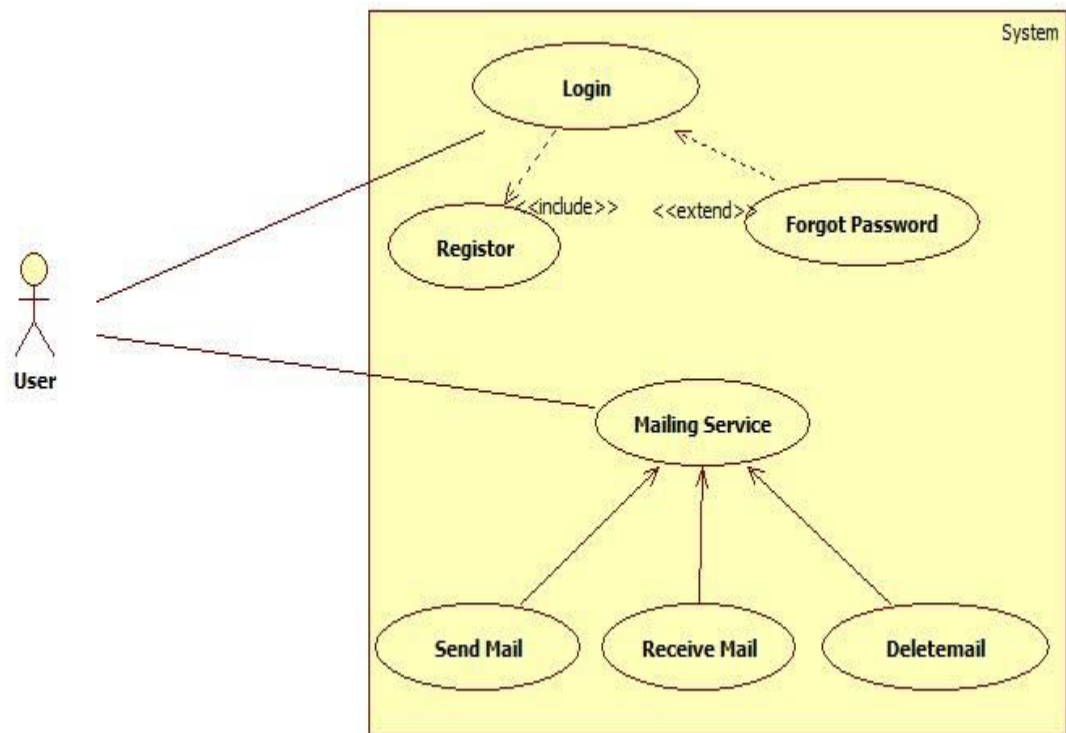 System
Login
<<include>>
<<extend>>
Registor
Forgot Password
User
Mailing Service
Send Mail
Receive Mail
Deletemail